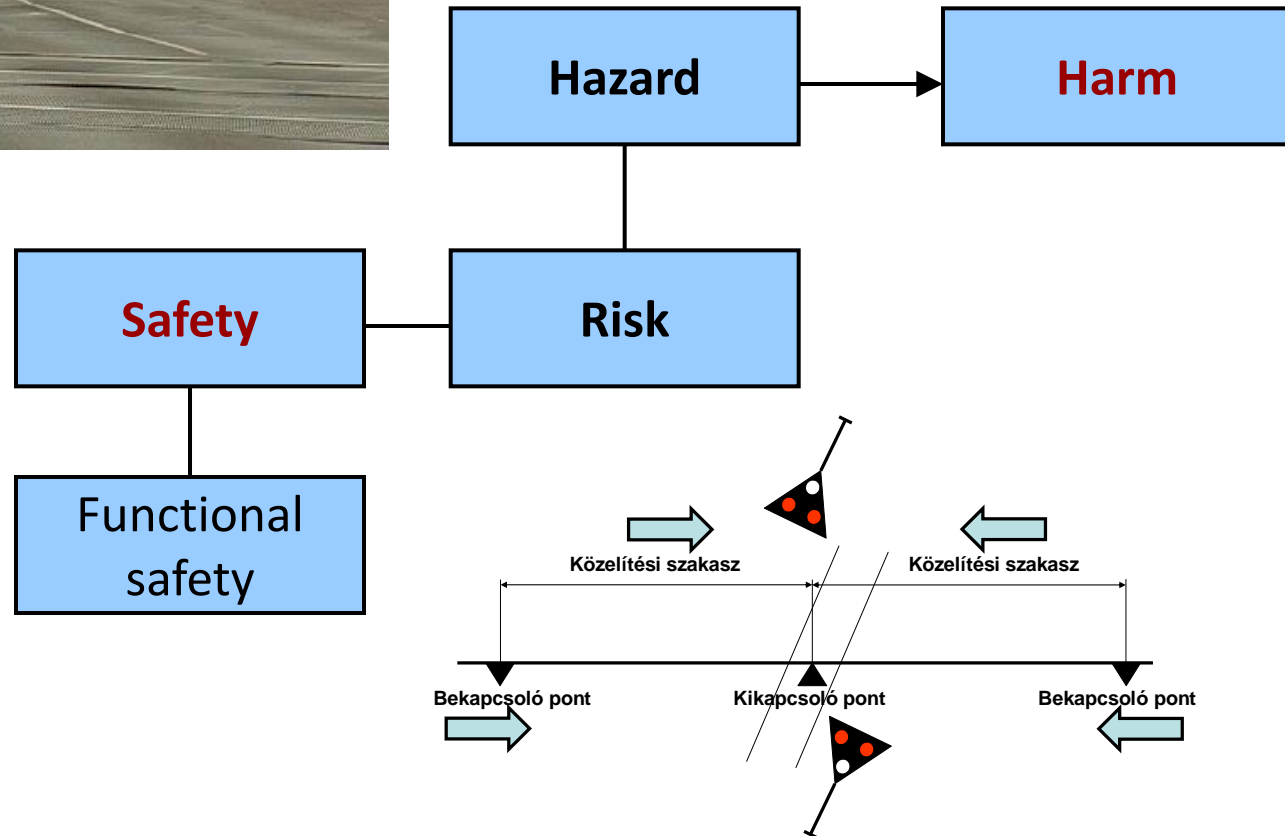 Hazard
Harm
Safety
Risk
Functional
safety
Közelítési szakasz
Közelítési szakasz
Bekapcsoló pont
Kikapcsoló pont
Bekapcsoló pont